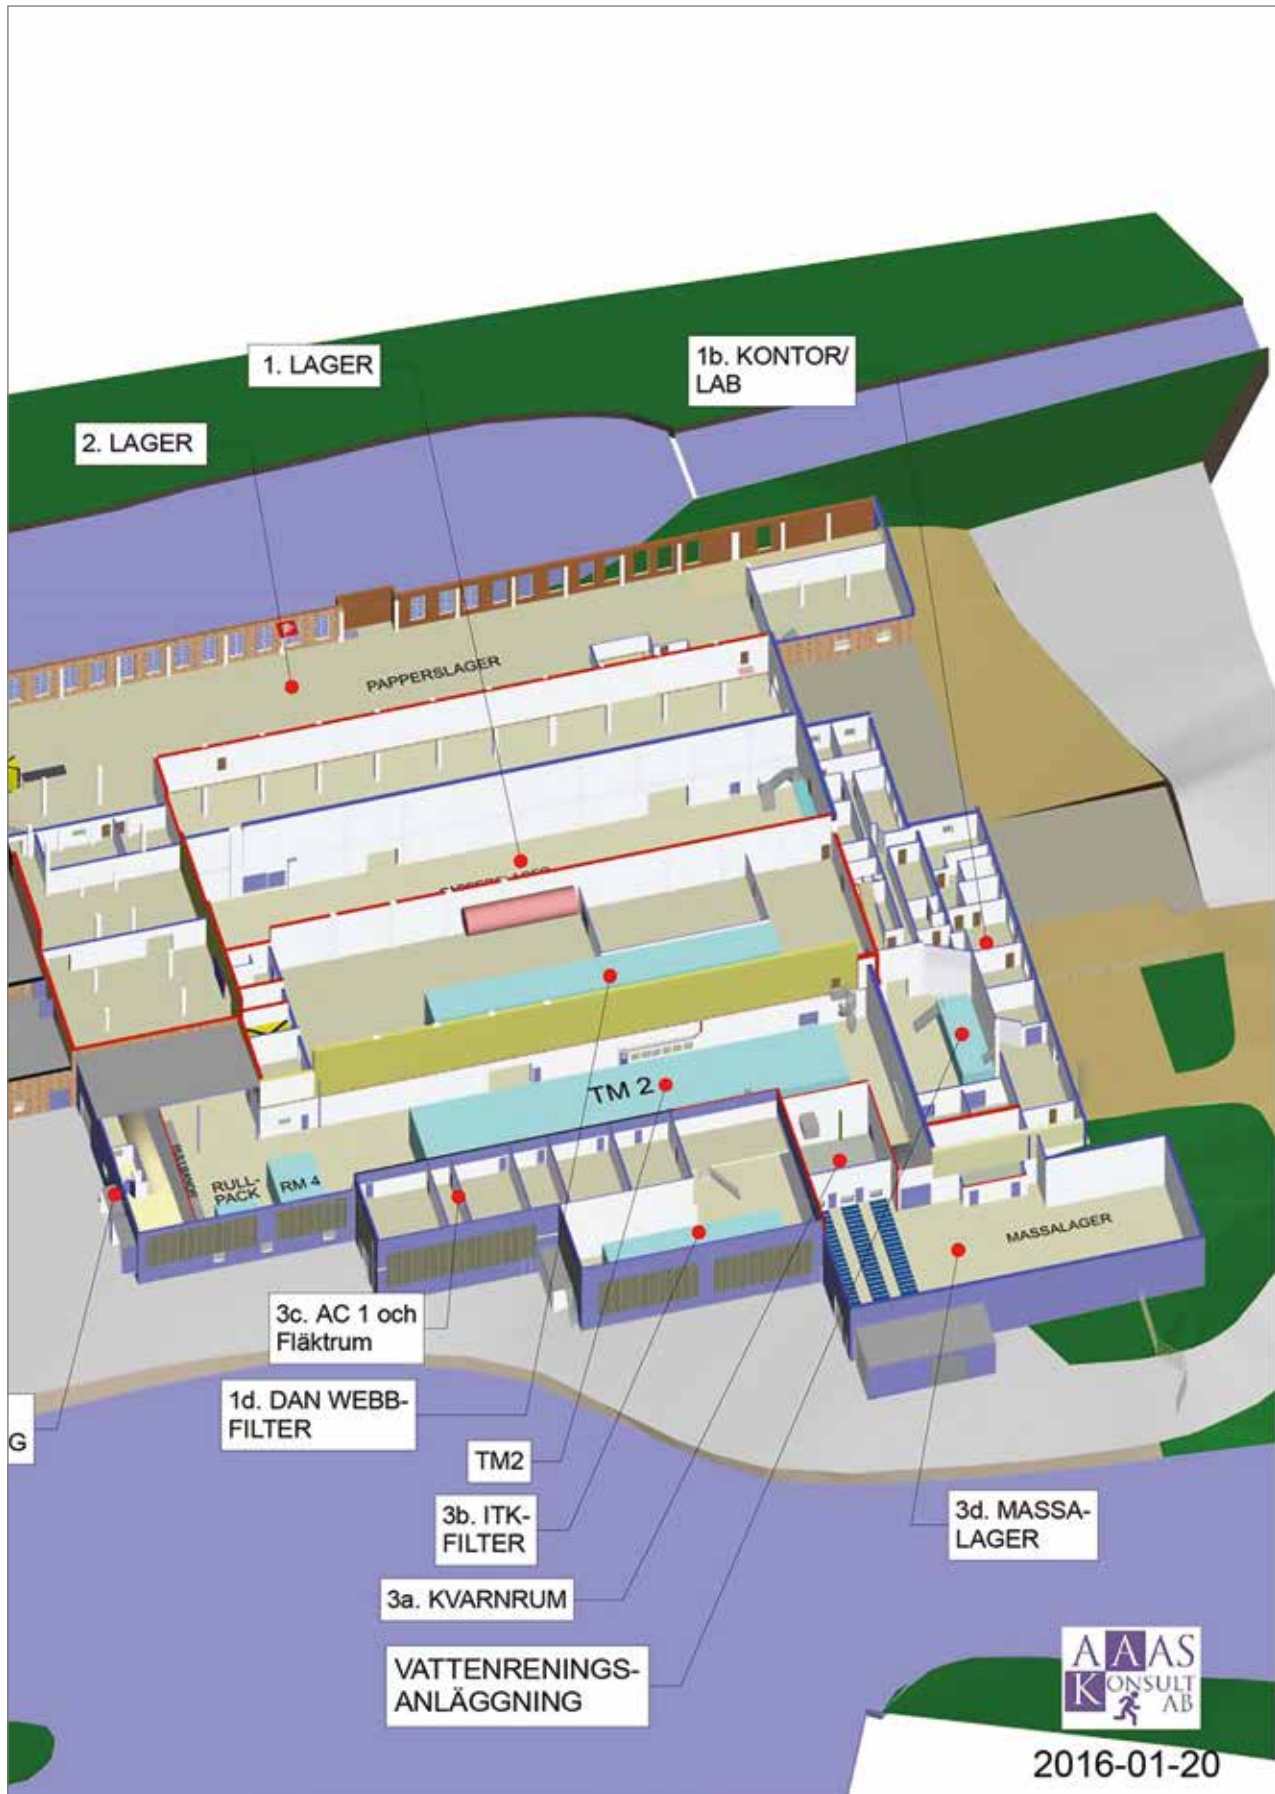 1. LAGER
1b. KONTOR/
LAB
2. LAGER
PAPPERSLAGER
TM 2
RULL-
PACK
RM 4
MASSALAGER
3c. AC 1 och
Fläktrum
1d. DAN WEBB-
FILTER
G
TM2
3b. ITK-
FILTER
3d. MASSA-
LAGER
3a. KVARNRUM
VATTENRENINGS-
ANLÄGGNING
AAAS
KONSULT
AB
2016-01-20